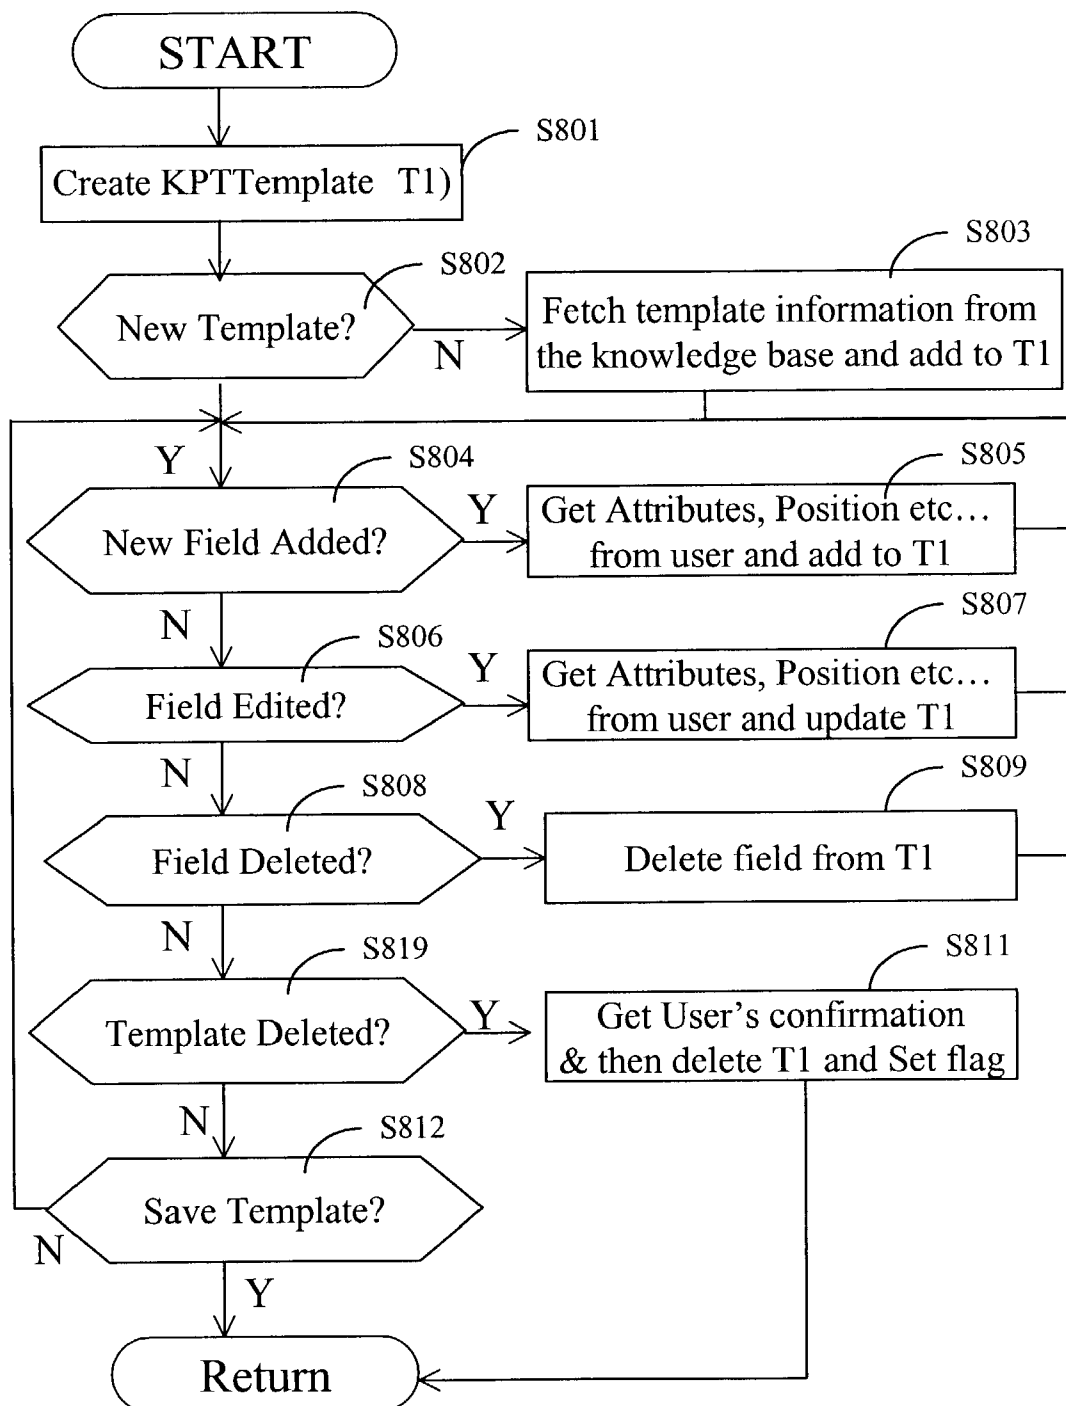 START
S801
Create KPTTemplate T1)
S802
New Template?
N
S803
Fetch template information from
the knowledge base and add to T1
Y
S804
New Field Added?
Y
S805
Get Attributes, Position etc...
from user and add to T1
N
S806
Field Edited?
Y
S807
Get Attributes, Position etc...
from user and update T1
N
S808
Field Deleted?
Y
S809
Delete field from T1
N
S819
Template Deleted?
Y
S811
Get User's confirmation
& then delete T1 and Set flag
N
S812
Save Template?
N
Y
Return